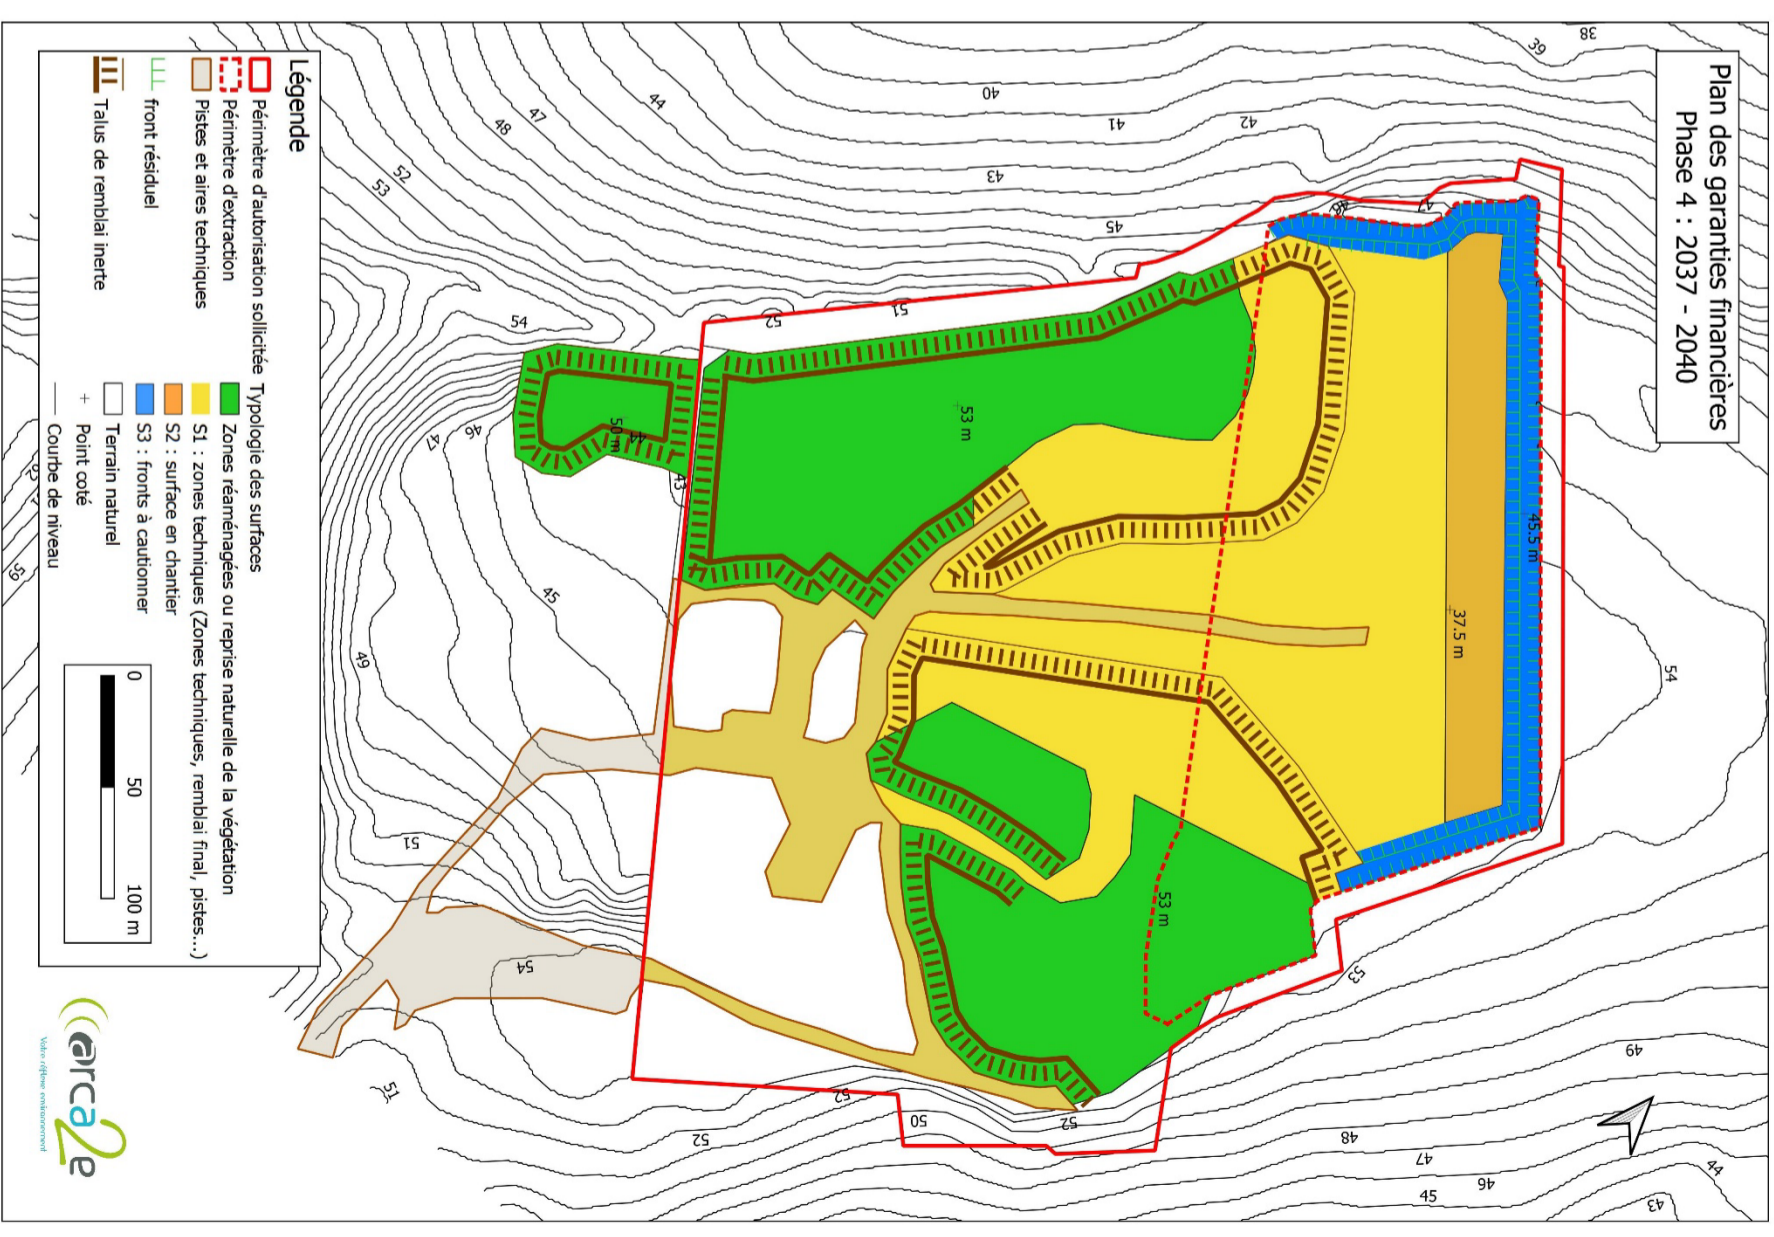 Plan des garanties financières
Phase 4 : 2037 - 2040
Légende
Périmètre d'autorisation sollicitée
Périmètre d'extraction
Pistes et aires techniques
front résiduel
Talus de remblai inerte
Typologie des surfaces
Zones réaménagées ou reprise naturelle de la végétation
S1 : zones techniques (Zones techniques, remblai final, pistes....)
S2 : surface en chantier
S3 : fronts à cautionner
Terrain naturel
Point coté
Courbe de niveau
0
50
100 m
arca2e
Votre réflexe environnement
45.5 m
37.5 m
53 m
53 m
50 m
44
38
39
40
41
42
43
44
45
47
48
47
48
52
53
54
51
52
43
46
47
45
49
51
54
51
52
50
52
52
53
54
49
48
47
46
45
44
43
59